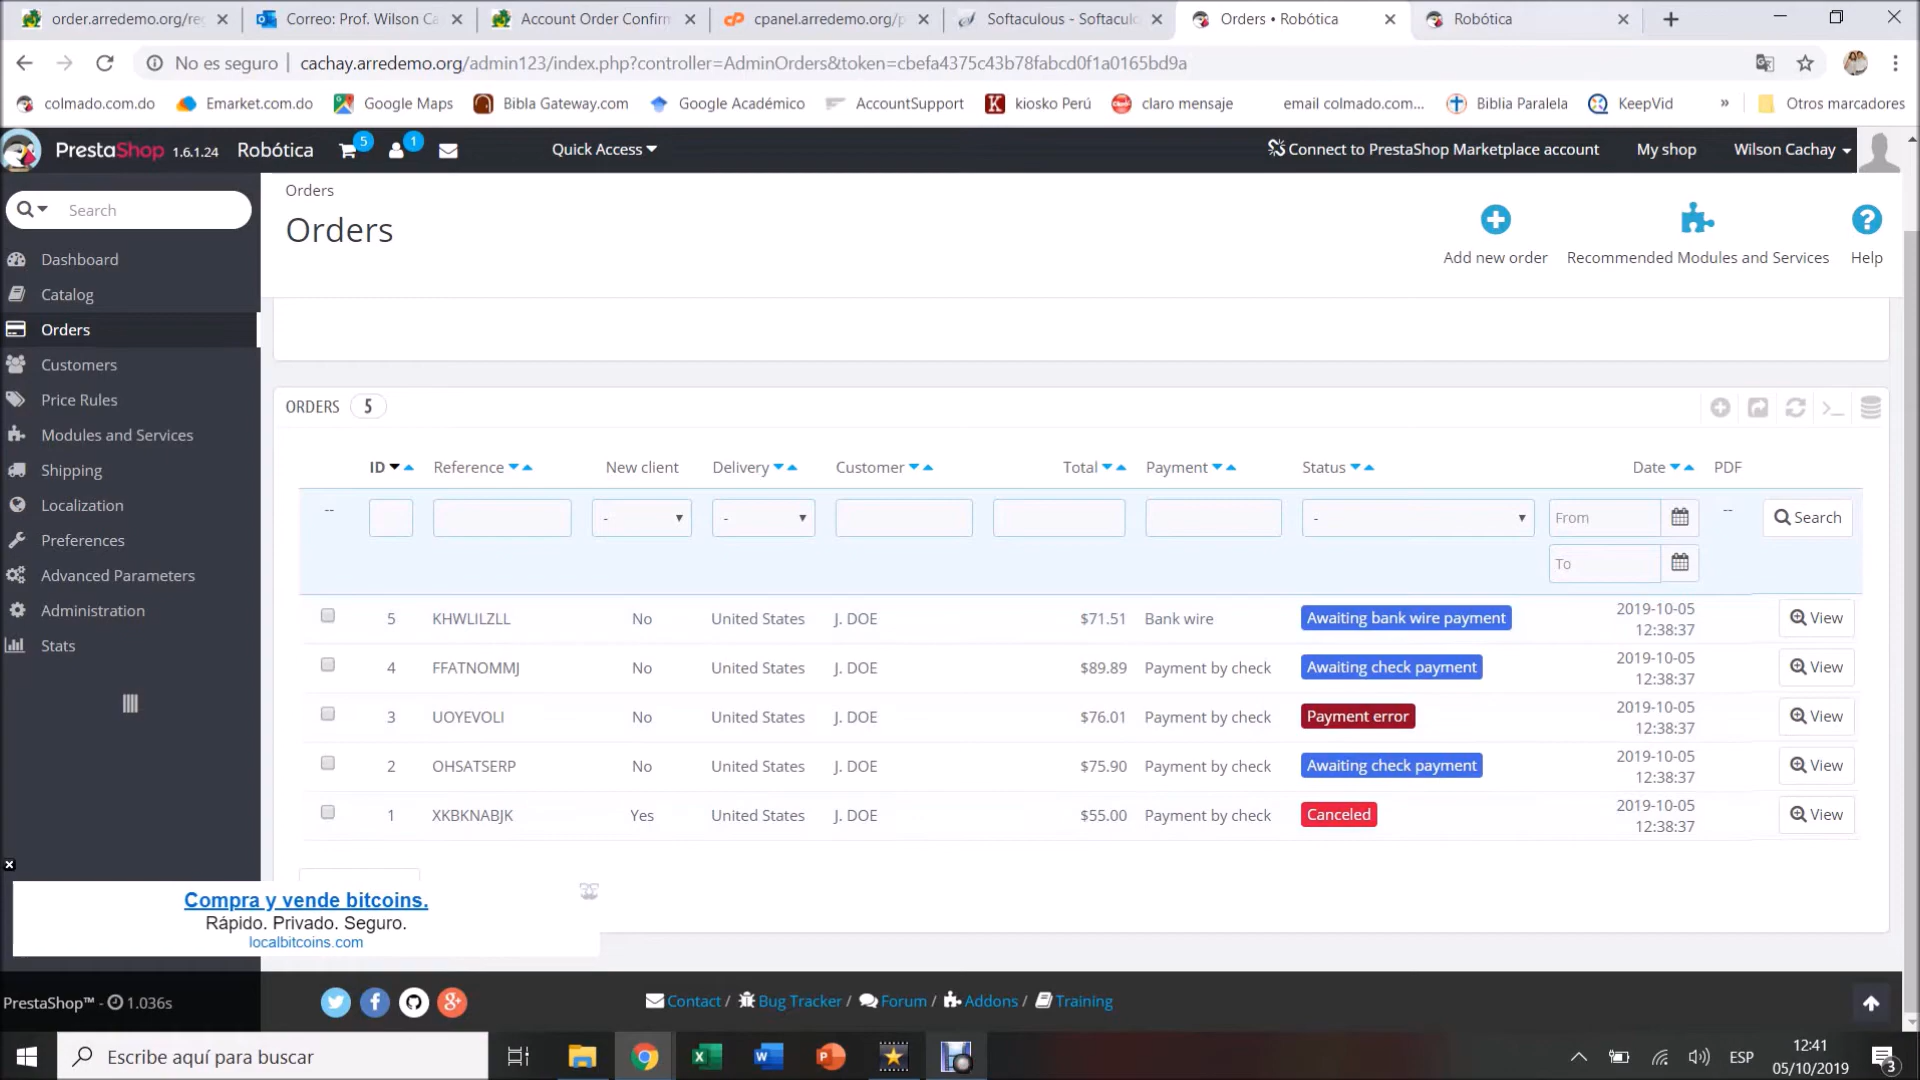 order.arredemo.org/re
Correo: Prof. Wilson Ca
Account Order Confirm
cpanel.arredemo.org/p
Softaculous - Softacul
Orders • Robótica
Robótica
No es seguro | cachay.arredemo.org/admin123/index.php?controller=AdminOrders&token=cbefa4375c43b78fabcd0f1a0165bd9a
colmado.com.do
Emarket.com.do
Google Maps
Bibla Gateway.com
Google Académico
AccountSupport
kiosko Perú
claro mensaje
email colmado.com...
Biblia Paralela
KeepVid
»
Otros marcadores
PrestaShop 1.6.1.24
Robótica
5
1
Quick Access
Connect to PrestaShop Marketplace account
My shop
Wilson Cachay
Search
Dashboard
Catalog
Orders
Customers
Price Rules
Modules and Services
Shipping
Localization
Preferences
Advanced Parameters
Administration
Stats
Orders
Orders
Add new order
Recommended Modules and Services
Help
ORDERS 5
ID Reference New client Delivery Customer Total Payment Status Date PDF
-- - - - From -- Search
To
5 KHWLILZLL No United States J. DOE $71.51 Bank wire Awaiting bank wire payment 2019-10-05 12:38:37 View
4 FFATNOMMJ No United States J. DOE $89.89 Payment by check Awaiting check payment 2019-10-05 12:38:37 View
3 UOYEVOLI No United States J. DOE $76.01 Payment by check Payment error 2019-10-05 12:38:37 View
2 OHSATSERP No United States J. DOE $75.90 Payment by check Awaiting check payment 2019-10-05 12:38:37 View
1 XKBKNABJK Yes United States J. DOE $55.00 Payment by check Canceled 2019-10-05 12:38:37 View
Compra y vende bitcoins.
Rápido. Privado. Seguro.
localbitcoins.com
PrestaShop™ - 1.036s
Contact / Bug Tracker / Forum / Addons / Training
Escribe aquí para buscar
ESP
12:41
05/10/2019
3